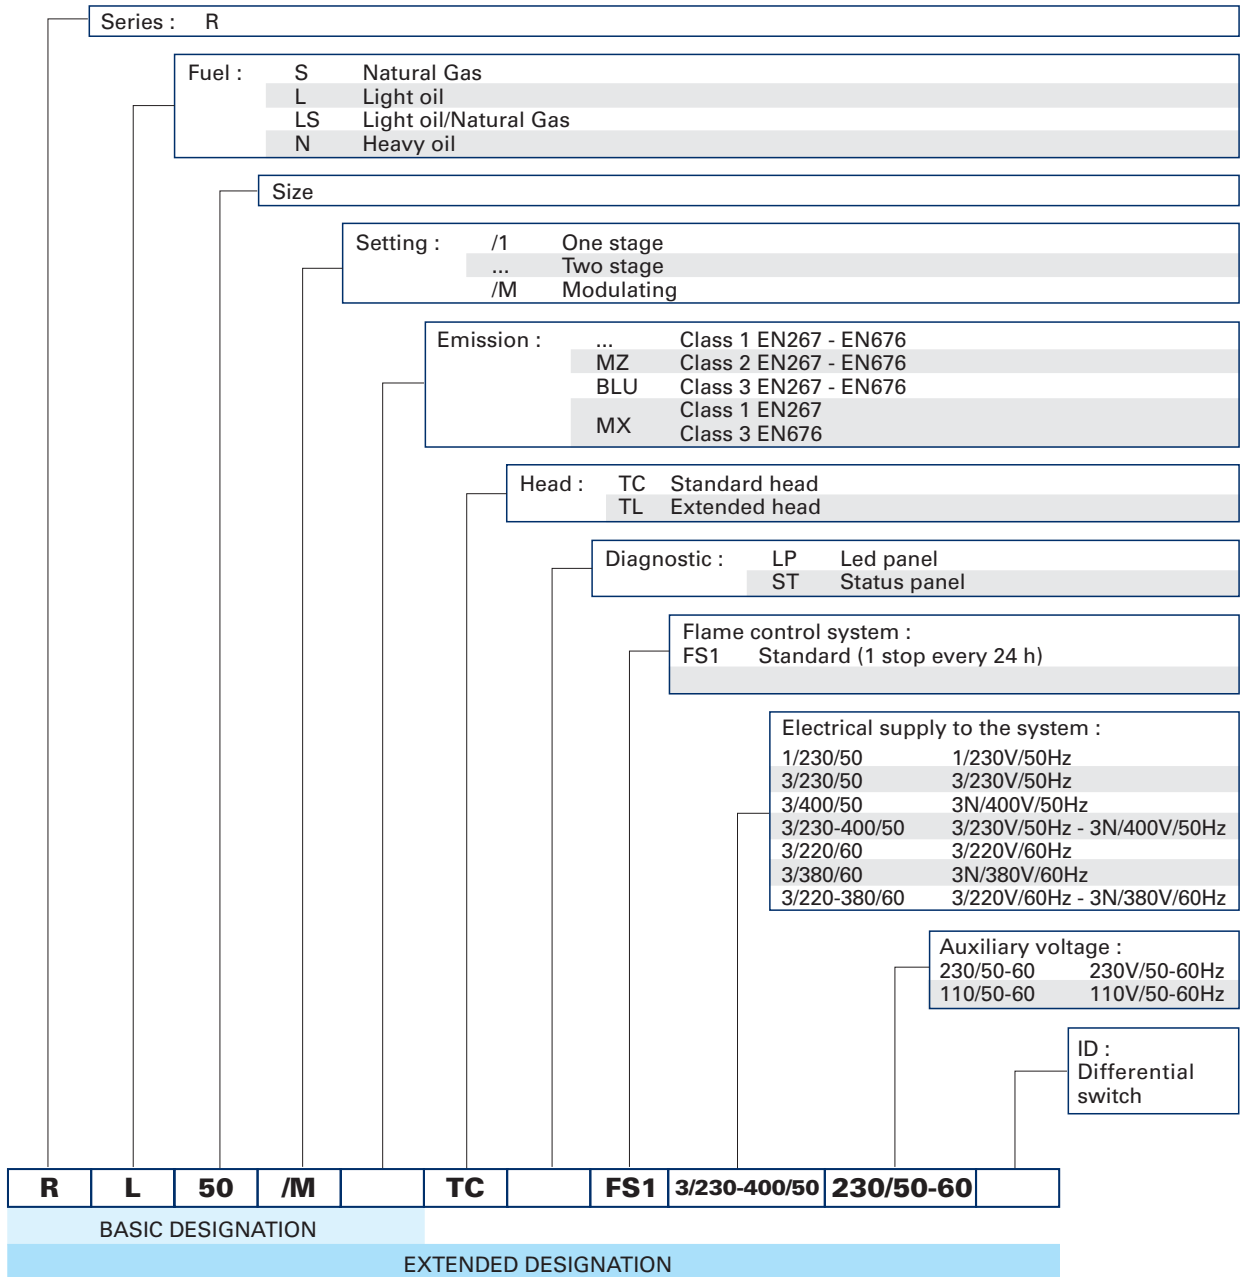 Series : R
Fuel : S Natural Gas
L Light oil
LS Light oil/Natural Gas
N Heavy oil
Size
Setting : /1 One stage
... Two stage
/M Modulating
Emission : ... Class 1 EN267 - EN676
MZ Class 2 EN267 - EN676
BLU Class 3 EN267 - EN676
MX Class 1 EN267
Class 3 EN676
Head : TC Standard head
TL Extended head
Diagnostic : LP Led panel
ST Status panel
Flame control system :
FS1 Standard (1 stop every 24 h)
Electrical supply to the system :
1/230/50 1/230V/50Hz
3/230/50 3/230V/50Hz
3/400/50 3N/400V/50Hz
3/230-400/50 3/230V/50Hz - 3N/400V/50Hz
3/220/60 3/220V/60Hz
3/380/60 3N/380V/60Hz
3/220-380/60 3/220V/60Hz - 3N/380V/60Hz
Auxiliary voltage :
230/50-60 230V/50-60Hz
110/50-60 110V/50-60Hz
ID :
Differential
switch
R L 50 /M TC FS1 3/230-400/50 230/50-60
BASIC DESIGNATION
EXTENDED DESIGNATION